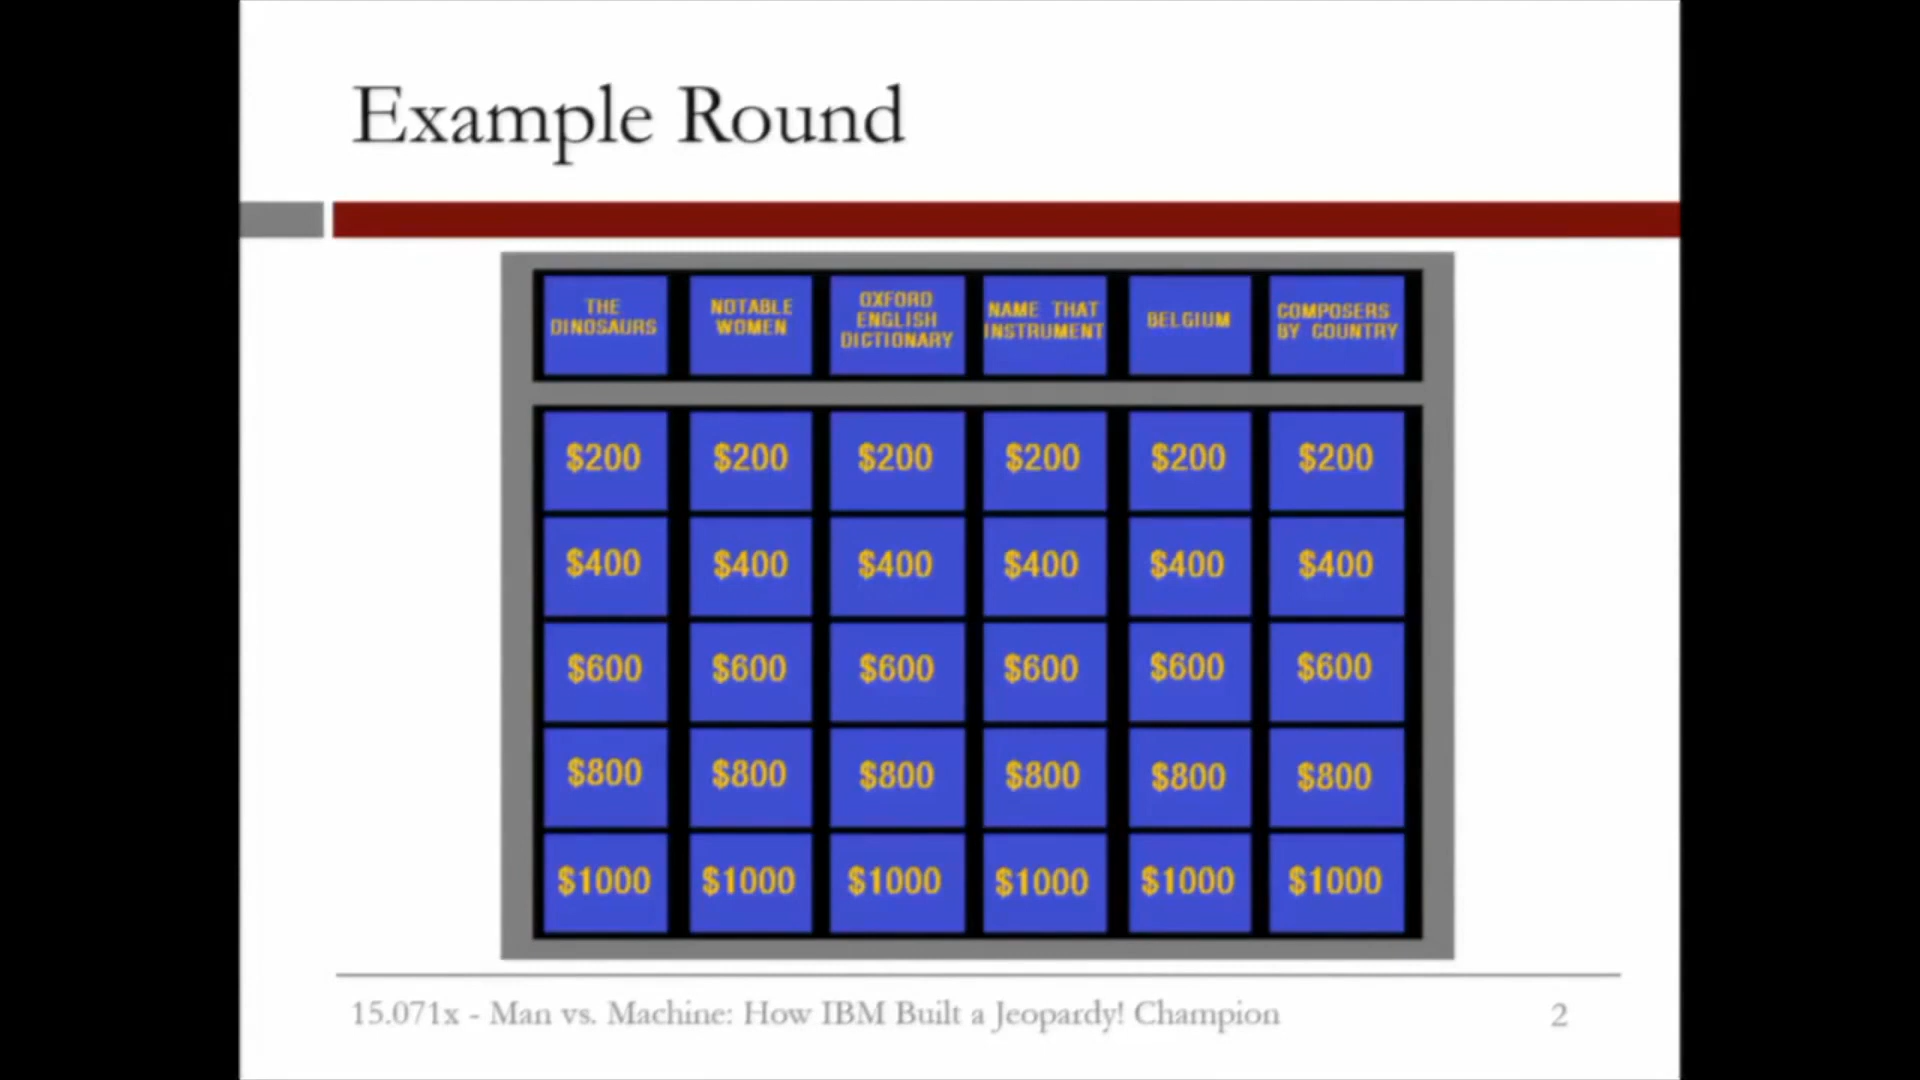 Example Round
THE
DINOSAURS
NOTABLE
WOMEN
OXFORD
ENGLISH
DICTIONARY
NAME THAT
INSTRUMENT
BELGIUM
COMPOSERS
BY COUNTRY
$200 $200 $200 $200 $200 $200
$400 $400 $400 $400 $400 $400
$600 $600 $600 $600 $600 $600
$800 $800 $800 $800 $800 $800
$1000 $1000 $1000 $1000 $1000 $1000
15.071x - Man vs. Machine: How IBM Built a Jeopardy! Champion 2